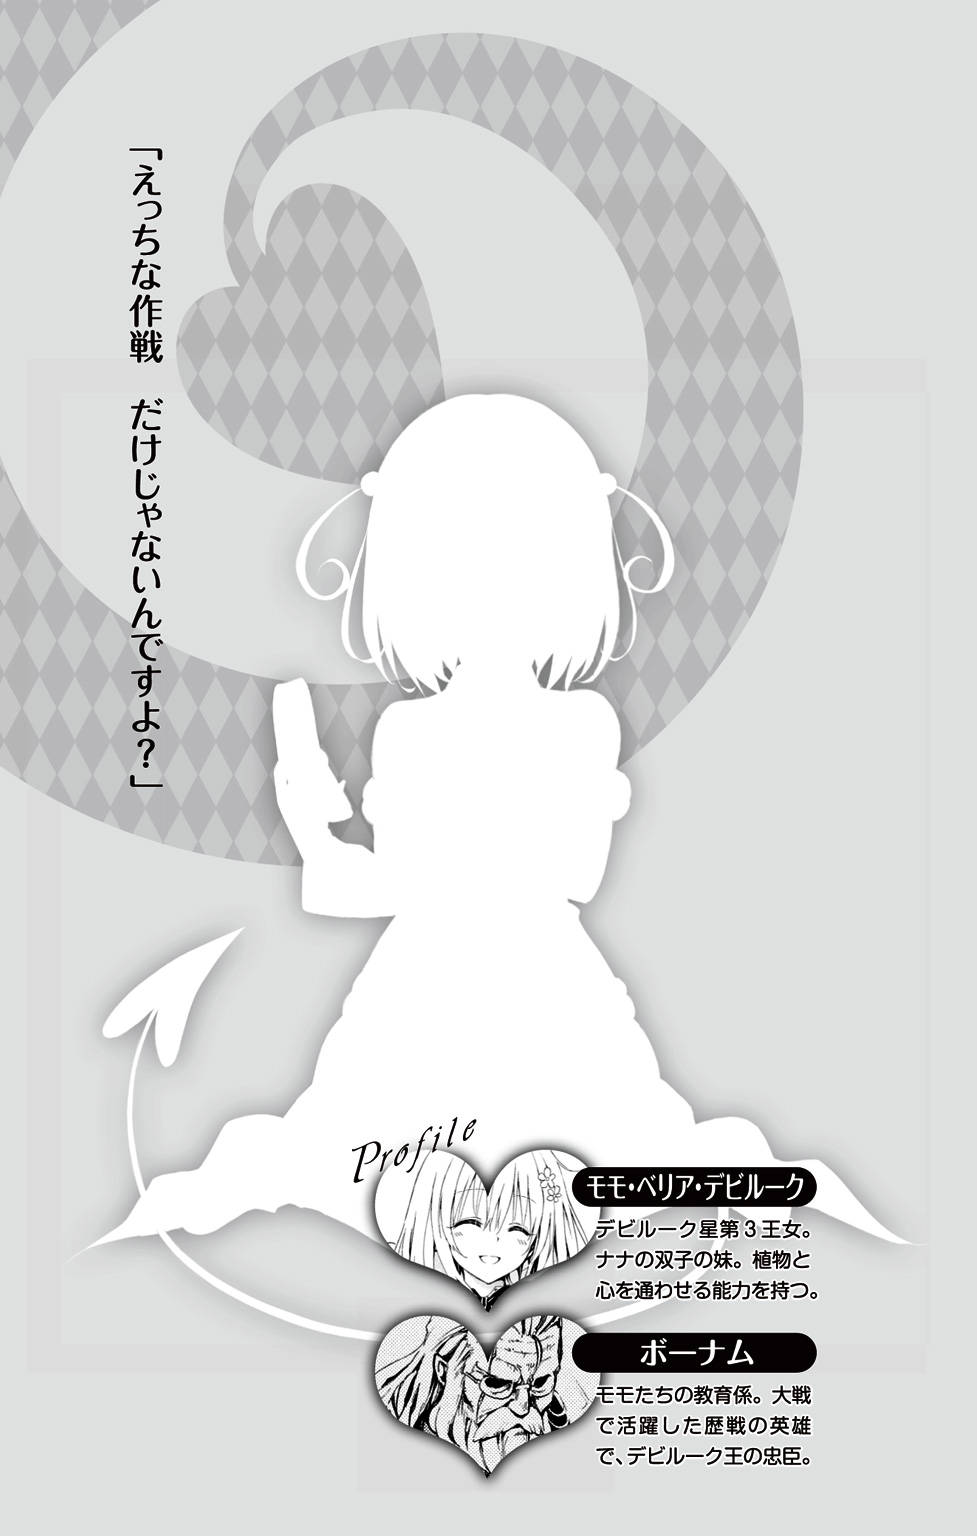 「えっちな作戦　だけじゃないんですよ？」
Profile
モモ・ベリア・デビルーク
デビルーク星第３王女。
ナナの双子の妹。植物と
心を通わせる能力を持つ。
ボーナム
モモたちの教育係。大戦
で活躍した歴戦の英雄
で、デビルーク王の忠臣。